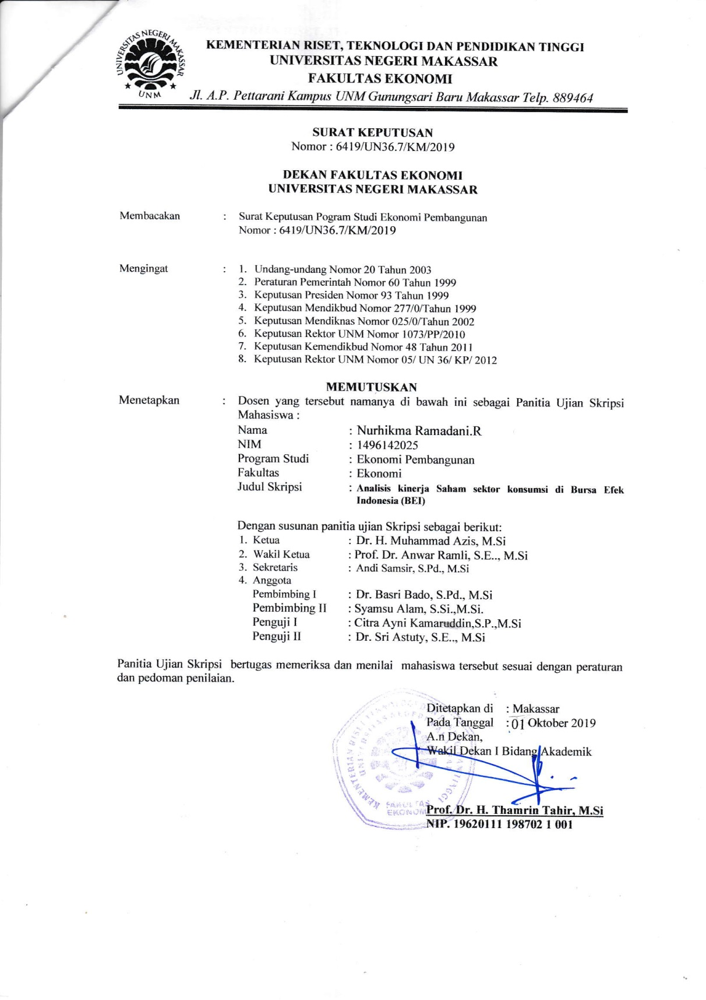 UNIVERSITAS NEGERI MAKASSAR
UNM
KEMENTERIAN RISET, TEKNOLOGI DAN PENDIDIKAN TINGGI
UNIVERSITAS NEGERI MAKASSAR
FAKULTAS EKONOMI
Jl. A.P. Pettarani Kampus UNM Gunungsari Baru Makassar Telp. 889464
SURAT KEPUTUSAN
Nomor : 6419/UN36.7/KM/2019
DEKAN FAKULTAS EKONOMI
UNIVERSITAS NEGERI MAKASSAR
Membacakan : Surat Keputusan Pogram Studi Ekonomi Pembangunan
Nomor : 6419/UN36.7/KM/2019
Mengingat : 1. Undang-undang Nomor 20 Tahun 2003
2. Peraturan Pemerintah Nomor 60 Tahun 1999
3. Keputusan Presiden Nomor 93 Tahun 1999
4. Keputusan Mendikbud Nomor 277/0/Tahun 1999
5. Keputusan Mendiknas Nomor 025/0/Tahun 2002
6. Keputusan Rektor UNM Nomor 1073/PP/2010
7. Keputusan Kemendikbud Nomor 48 Tahun 2011
8. Keputusan Rektor UNM Nomor 05/ UN 36/ KP/ 2012
MEMUTUSKAN
Menetapkan : Dosen yang tersebut namanya di bawah ini sebagai Panitia Ujian Skripsi
Mahasiswa :
Nama : Nurhikma Ramadani.R
NIM : 1496142025
Program Studi : Ekonomi Pembangunan
Fakultas : Ekonomi
Judul Skripsi : Analisis kinerja Saham sektor konsumsi di Bursa Efek
Indonesia (BEI)
Dengan susunan panitia ujian Skripsi sebagai berikut:
1. Ketua : Dr. H. Muhammad Azis, M.Si
2. Wakil Ketua : Prof. Dr. Anwar Ramli, S.E.., M.Si
3. Sekretaris : Andi Samsir, S.Pd., M.Si
4. Anggota
Pembimbing I : Dr. Basri Bado, S.Pd., M.Si
Pembimbing II : Syamsu Alam, S.Si.,M.Si.
Penguji I : Citra Ayni Kamaruddin,S.P.,M.Si
Penguji II : Dr. Sri Astuty, S.E.., M.Si
Panitia Ujian Skripsi bertugas memeriksa dan menilai mahasiswa tersebut sesuai dengan peraturan
dan pedoman penilaian.
Ditetapkan di : Makassar
Pada Tanggal : 01 Oktober 2019
A.n Dekan,
Wakil Dekan I Bidang Akademik
FAKULTAS
EKONOMI
Prof. Dr. H. Thamrin Tahir, M.Si
NIP. 19620111 198702 1 001